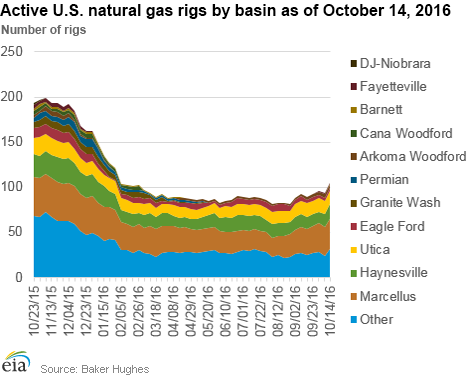 Active U.S. natural gas rigs by basin as of October 14, 2016
Number of rigs
250
200
150
100
50
0
10/23/15
11/13/15
12/04/15
12/23/15
01/15/16
02/05/16
02/26/16
03/18/16
04/08/16
04/29/16
05/20/16
06/10/16
07/01/16
07/22/16
08/12/16
09/02/16
09/23/16
10/14/16
DJ-Niobrara
Fayetteville
Barnett
Cana Woodford
Arkoma Woodford
Permian
Granite Wash
Eagle Ford
Utica
Haynesville
Marcellus
Other
eia
Source: Baker Hughes